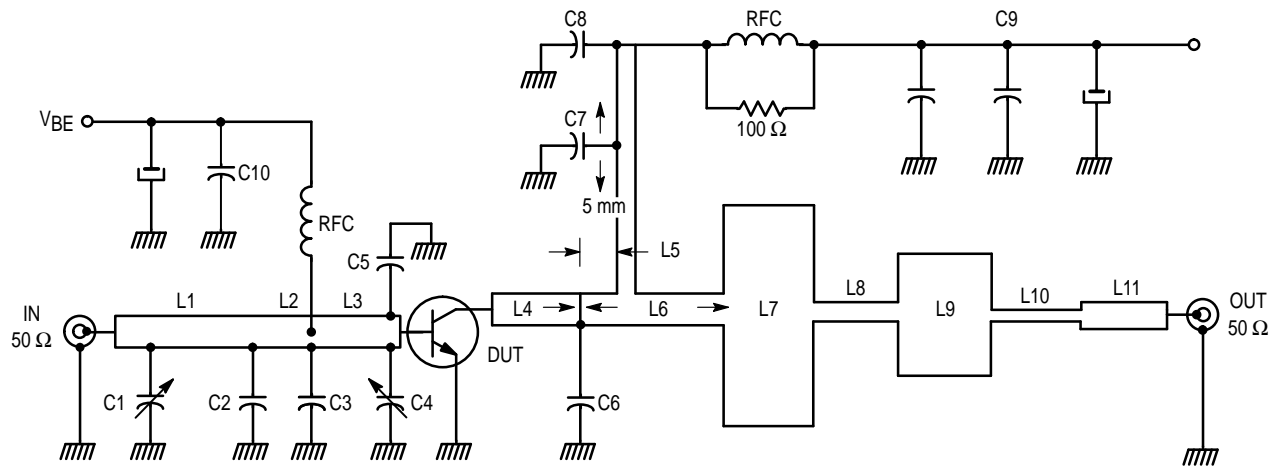 C8
RFC
C9
C7
100 Ω
5 mm
VBE
C10
RFC
C5
L5
IN
50 Ω
L1
L2
L3
L4
L6
L7
L8
L9
L10
L11
OUT
50 Ω
DUT
C1
C2
C3
C4
C6